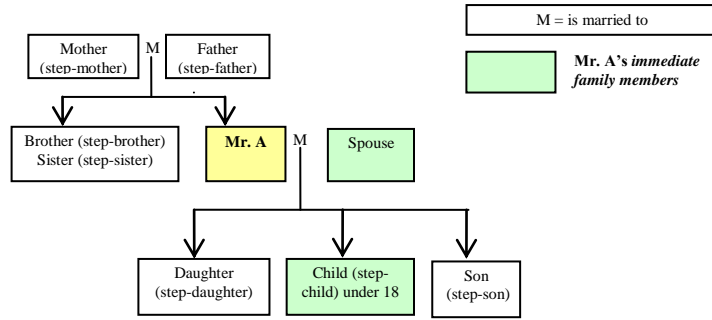 M = is married to
Mother
(step-mother)
M
Father
(step-father)
Mr. A's immediate
family members
Brother (step-brother)
Sister (step-sister)
Mr. A
M
Spouse
Daughter
(step-daughter)
Child (step-
child) under 18
Son
(step-son)